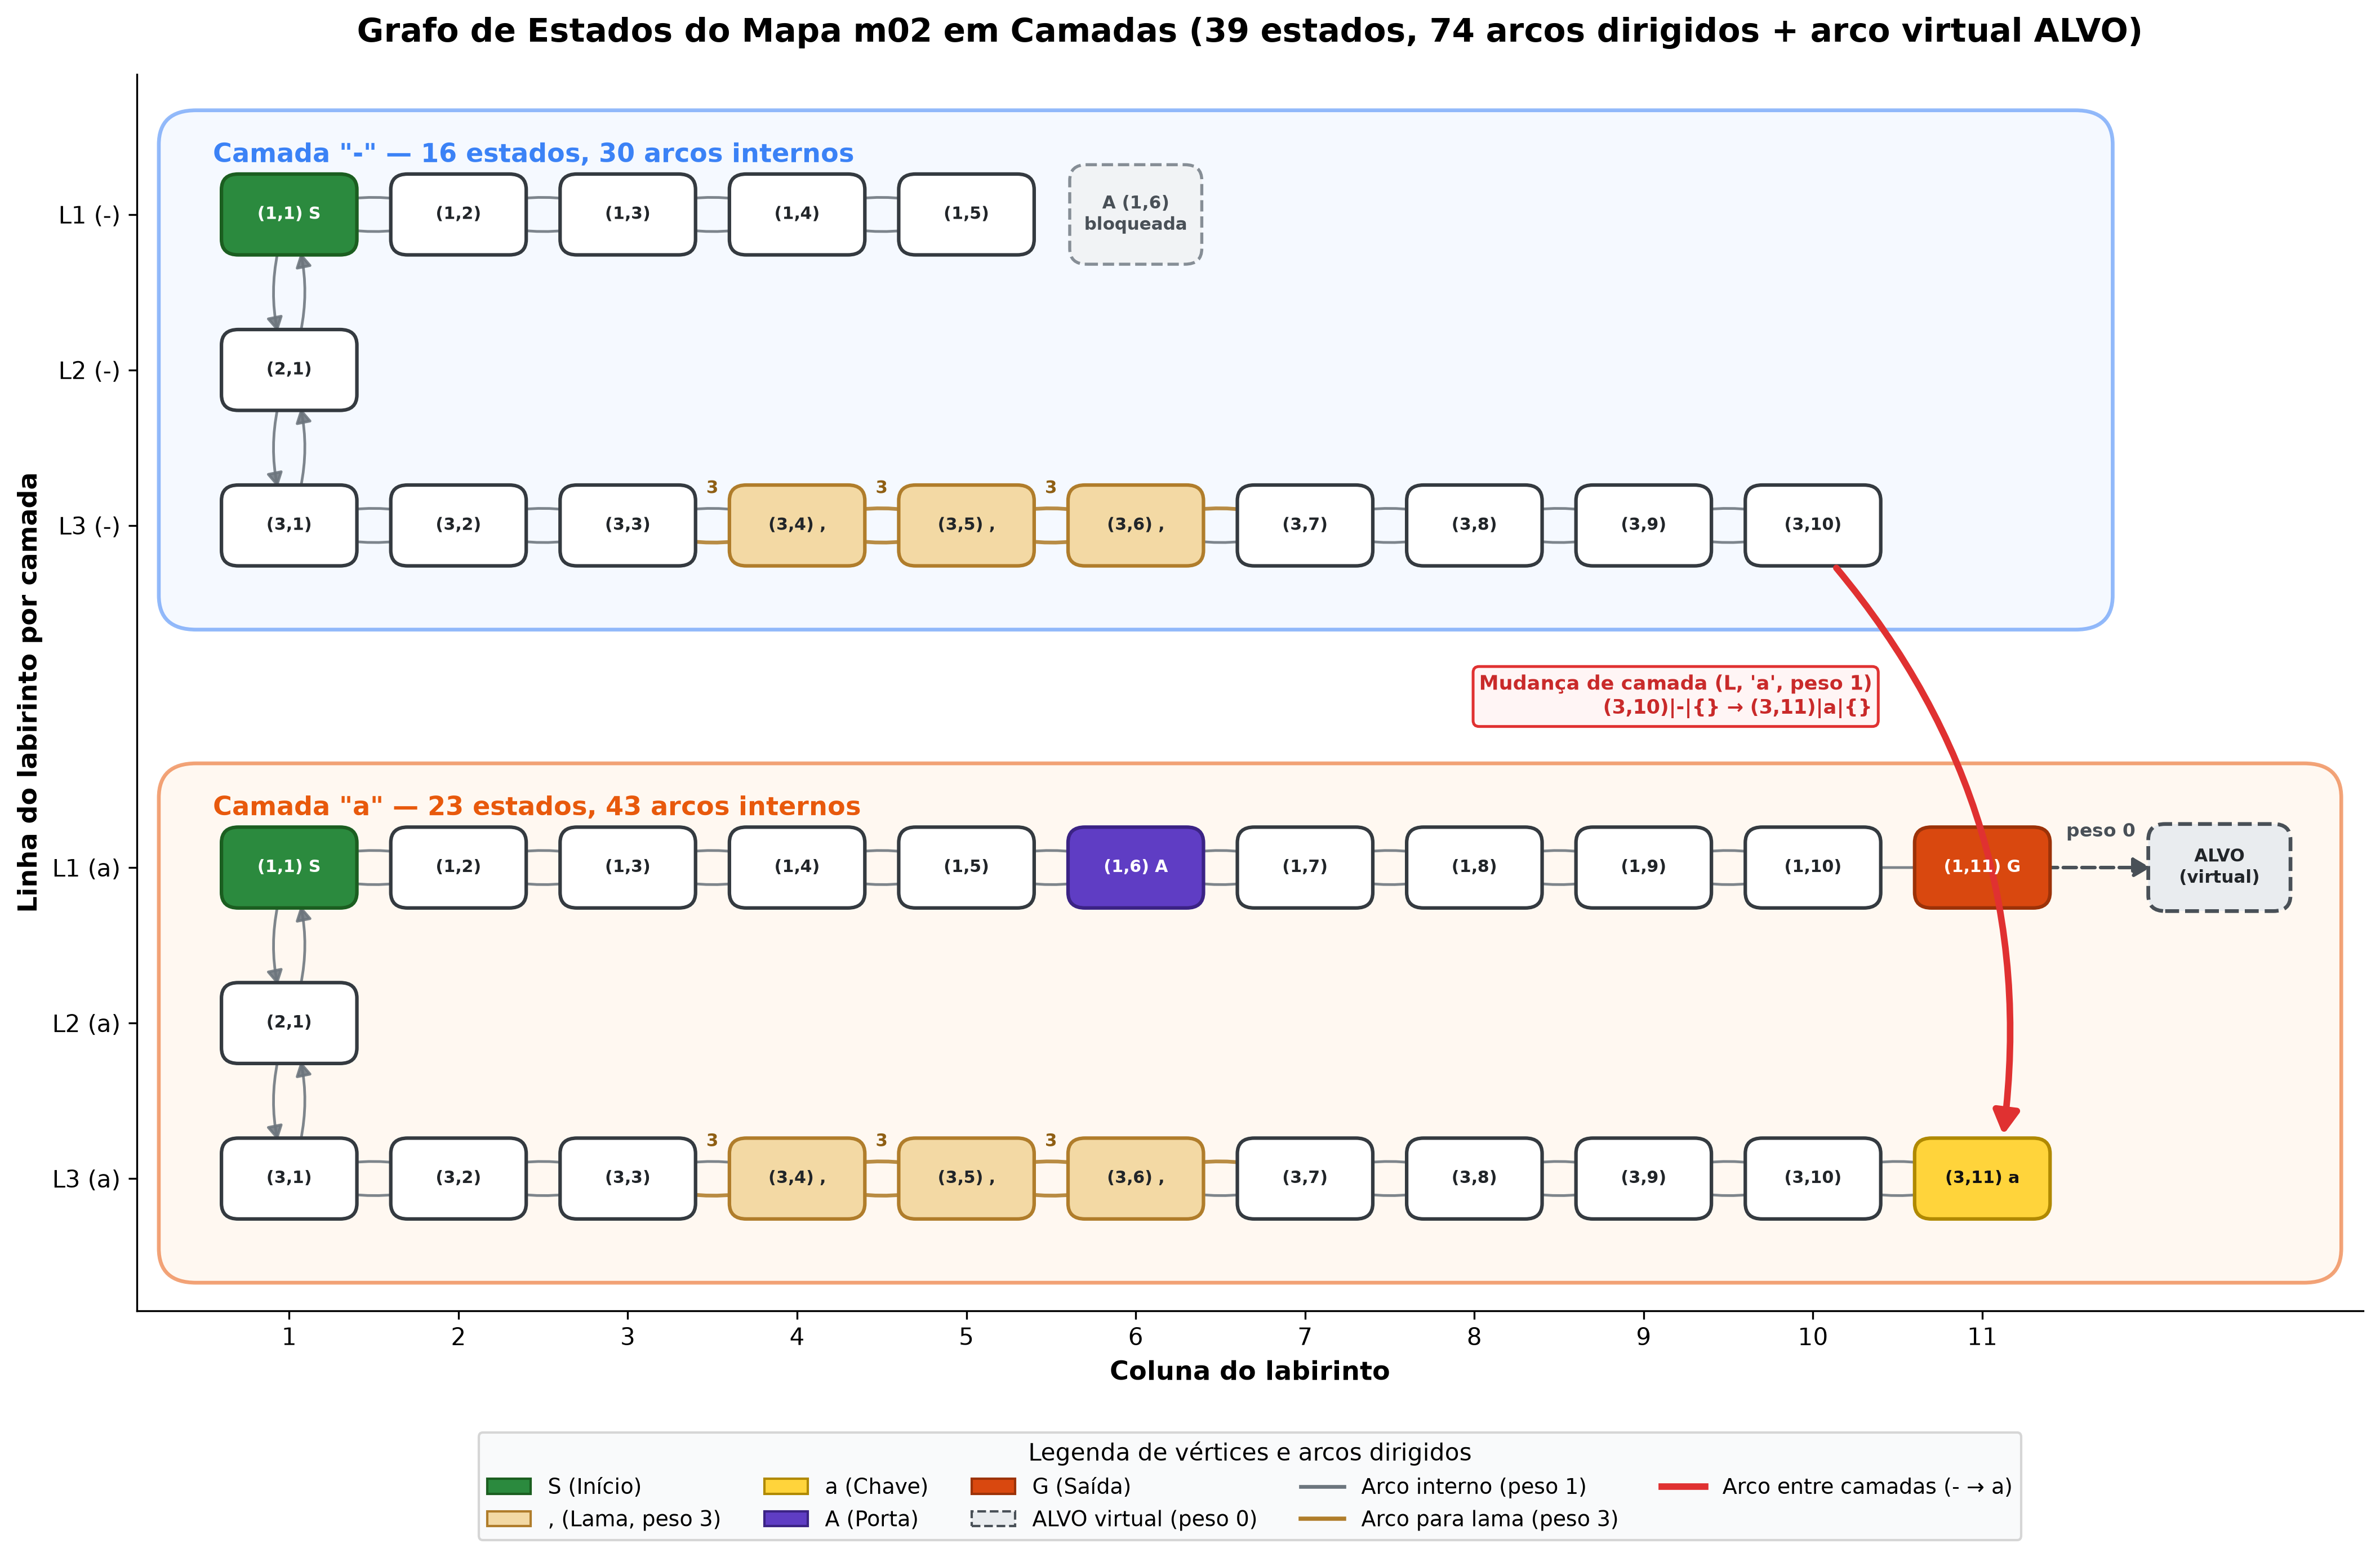 Grafo de Estados do Mapa m02 em Camadas (39 estados, 74 arcos dirigidos + arco virtual ALVO)
Linha do labirinto por camada
Camada "-" — 16 estados, 30 arcos internos
L1 (-)
(1,1) S
(1,2)
(1,3)
(1,4)
(1,5)
A (1,6)
bloqueada
L2 (-)
(2,1)
L3 (-)
(3,1)
(3,2)
(3,3)
3
(3,4) ,
3
(3,5) ,
3
(3,6) ,
(3,7)
(3,8)
(3,9)
(3,10)
Mudança de camada (L, 'a', peso 1)
(3,10)|-|{} → (3,11)|a|{}
Camada "a" — 23 estados, 43 arcos internos
L1 (a)
(1,1) S
(1,2)
(1,3)
(1,4)
(1,5)
(1,6) A
(1,7)
(1,8)
(1,9)
(1,10)
(1,11) G
peso 0
ALVO
(virtual)
L2 (a)
(2,1)
L3 (a)
(3,1)
(3,2)
(3,3)
3
(3,4) ,
3
(3,5) ,
3
(3,6) ,
(3,7)
(3,8)
(3,9)
(3,10)
(3,11) a
1 2 3 4 5 6 7 8 9 10 11
Coluna do labirinto
Legenda de vértices e arcos dirigidos
S (Início)
, (Lama, peso 3)
a (Chave)
A (Porta)
G (Saída)
ALVO virtual (peso 0)
Arco interno (peso 1)
Arco para lama (peso 3)
Arco entre camadas (- → a)